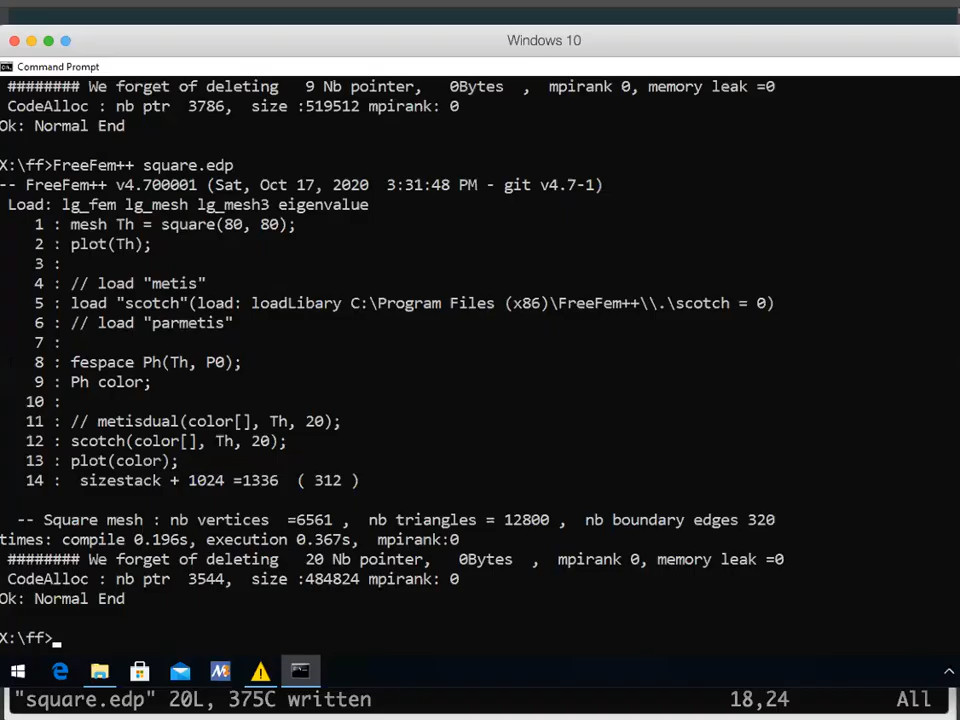 Windows 10
Command Prompt
######## We forget of deleting   9 Nb pointer,   0Bytes  ,  mpirank 0, memory leak =0
CodeAlloc : nb ptr  3786,  size :519512 mpirank: 0
Ok: Normal End
X:\ff>FreeFem++ square.edp
-- FreeFem++ v4.700001 (Sat, Oct 17, 2020  3:31:48 PM - git v4.7-1)
Load: lg_fem lg_mesh lg_mesh3 eigenvalue
1 : mesh Th = square(80, 80);
2 : plot(Th);
3 :
4 : // load "metis"
5 : load "scotch"(load: loadLibary C:\Program Files (x86)\FreeFem++\\.\scotch = 0)
6 : // load "parmetis"
7 :
8 : fespace Ph(Th, P0);
9 : Ph color;
10 :
11 : // metisdual(color[], Th, 20);
12 : scotch(color[], Th, 20);
13 : plot(color);
14 :  sizestack + 1024 =1336  ( 312 )
-- Square mesh : nb vertices  =6561 ,  nb triangles = 12800 ,  nb boundary edges 320
times: compile 0.196s, execution 0.367s,  mpirank:0
######## We forget of deleting   20 Nb pointer,   0Bytes  ,  mpirank 0, memory leak =0
CodeAlloc : nb ptr  3544,  size :484824 mpirank: 0
Ok: Normal End
X:\ff>
"square.edp" 20L, 375C written 18,24 All